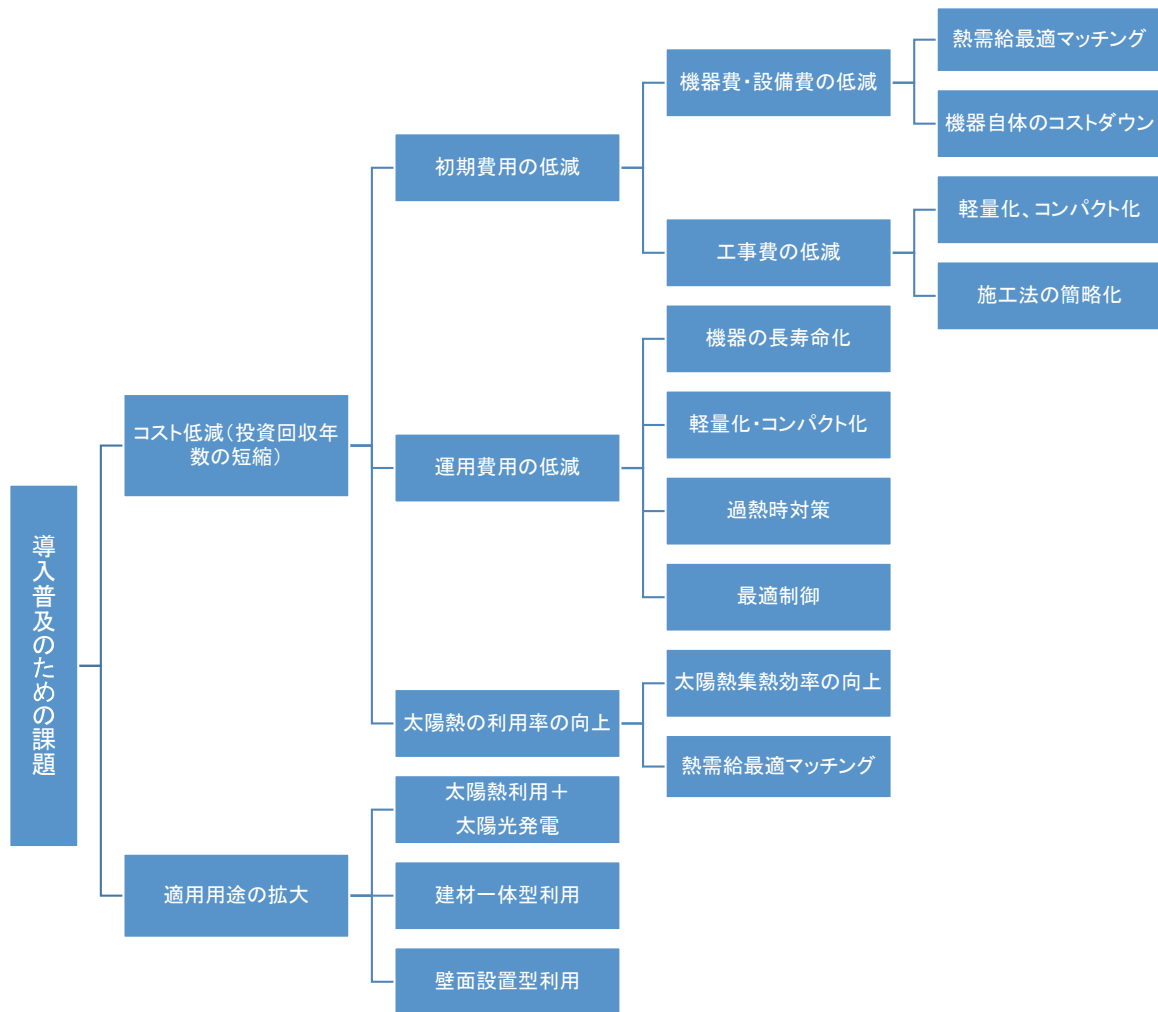 導入普及のための課題
コスト低減（投資回収年
数の短縮）
初期費用の低減
機器費・設備費の低減
熱需給最適マッチング
機器自体のコストダウン
工事費の低減
軽量化、コンパクト化
施工法の簡略化
運用費用の低減
機器の長寿命化
軽量化・コンパクト化
過熱時対策
最適制御
太陽熱の利用率の向上
太陽熱集熱効率の向上
熱需給最適マッチング
適用用途の拡大
太陽熱利用＋
太陽光発電
建材一体型利用
壁面設置型利用